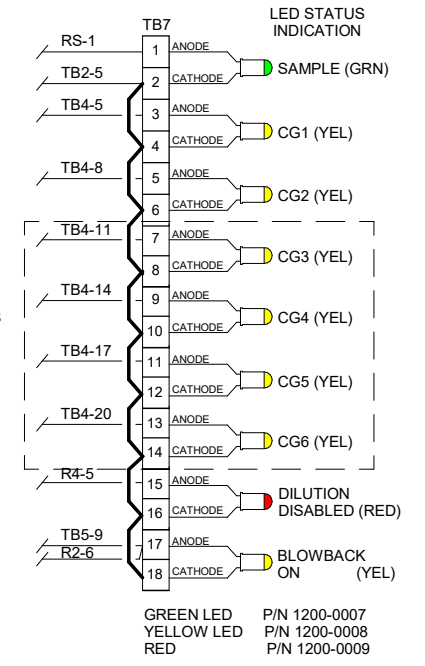 LED STATUS
INDICATION
TB7
RS-1 1 ANODE
SAMPLE (GRN)
TB2-5 2 CATHODE
TB4-5 3 ANODE
CG1 (YEL)
4 CATHODE
TB4-8 5 ANODE
CG2 (YEL)
6 CATHODE
TB4-11 7 ANODE
CG3 (YEL)
8 CATHODE
TB4-14 9 ANODE
CG4 (YEL)
10 CATHODE
TB4-17 11 ANODE
CG5 (YEL)
12 CATHODE
TB4-20 13 ANODE
CG6 (YEL)
14 CATHODE
R4-5 15 ANODE
DILUTION
16 CATHODE DISABLED (RED)
TB5-9 17 ANODE
R2-6
BLOWBACK
18 CATHODE ON (YEL)
GREEN LED P/N 1200-0007
YELLOW LED P/N 1200-0008
RED P/N 1200-0009